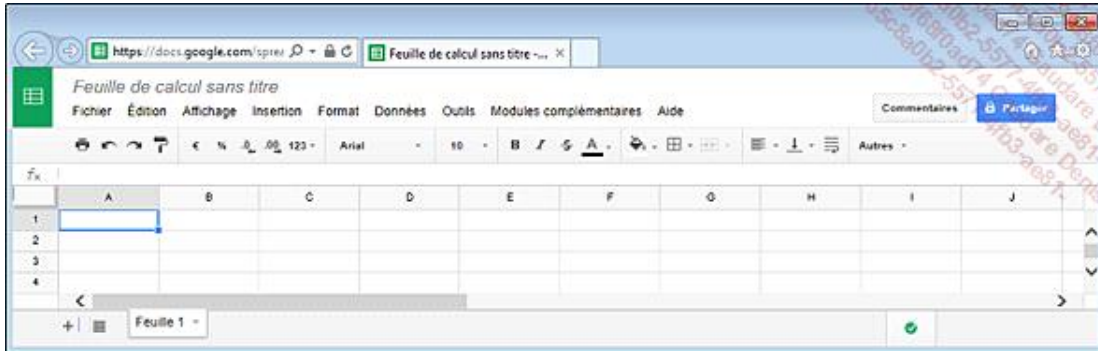 https://docs.google.com/spre
Feuille de calcul sans titre -...
Feuille de calcul sans titre
Fichier Édition Affichage Insertion Format Données Outils Modules complémentaires Aide
Commentaires Partager
€ % .0 .00 123 Arial 10 B I S A Autres
fx
A B C D E F G H I J
1
2
3
4
+ Feuille 1